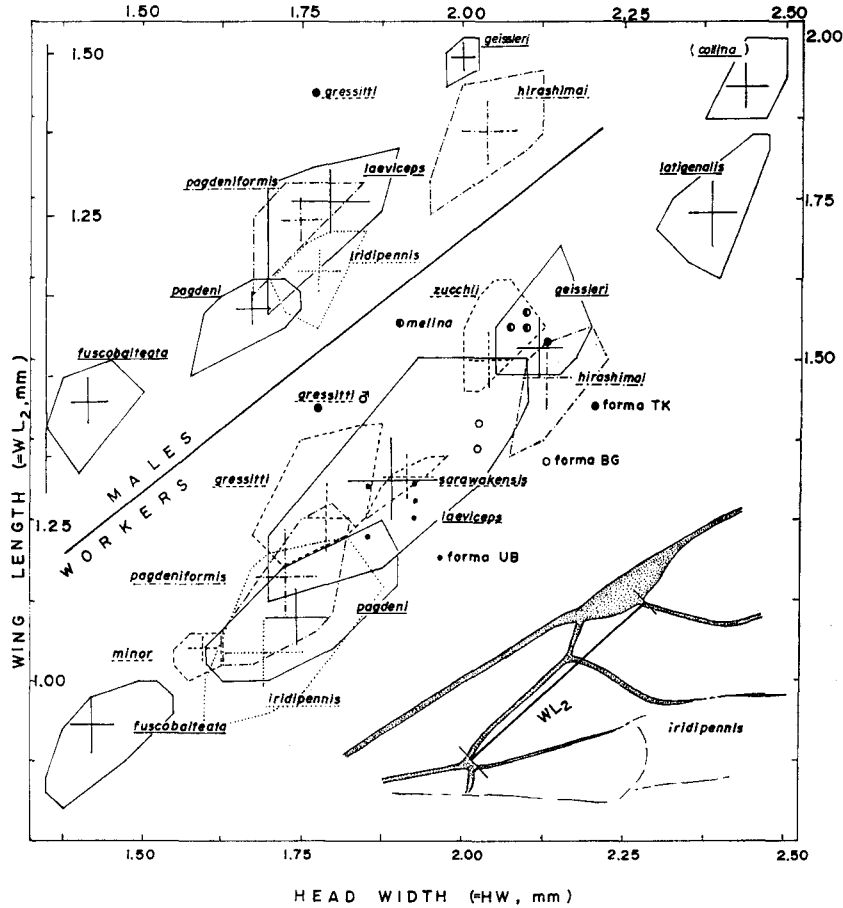 1.75 2.00 2.25 2.50
2.00
1.50
geissleri
(collina)
gressitti
hirashimai
pagdeniformis
laeviceps
latigenalis
1.25
1.75
iridipennis
pagdeni
zucchii
geissleri
melina
fuscobalteata
1.50
gressitti ♂
hirashimai
forma TK
MALES
WORKERS
gressitti
forma BG
sarawakensis
laeviceps
1.25
1.25
forma UB
pagdeniformis
pagdeni
minor
1.00
1.00
iridipennis
fuscobalteata
WL2
iridipennis
1.50 1.75 2.00 2.25 2.50
WING LENGTH (=WL2, mm)
HEAD WIDTH (=HW, mm)